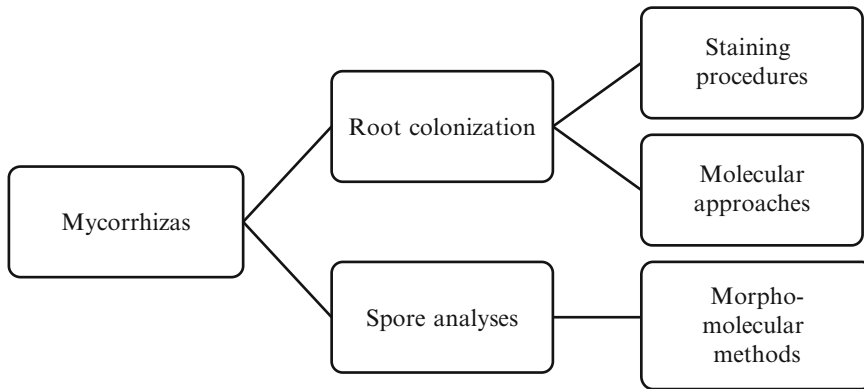 Mycorrhizas
Root colonization
Staining
procedures
Molecular
approaches
Spore analyses
Morpho-
molecular
methods